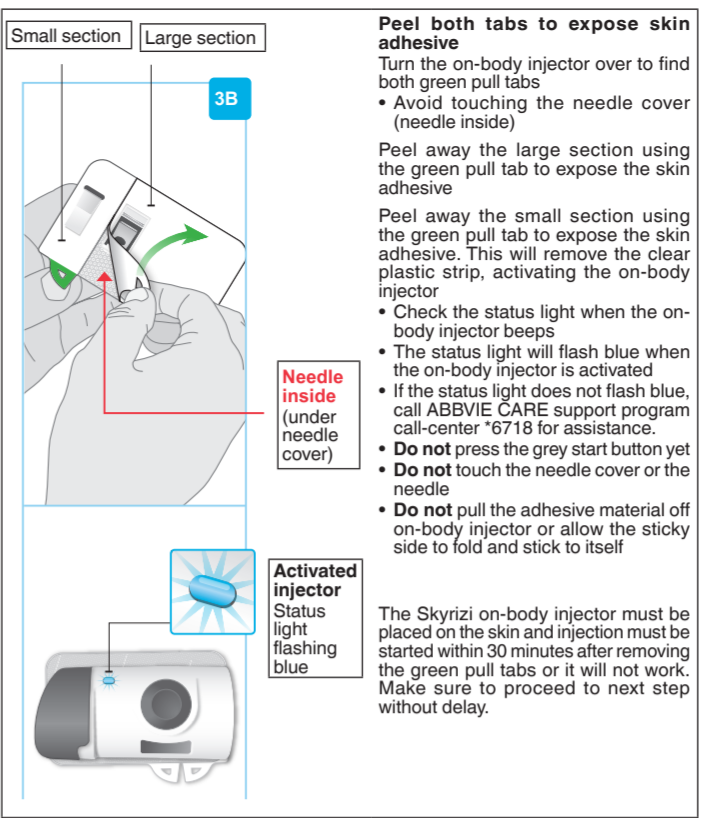 Small section
Large section
3B
Needle
inside
(under
needle
cover)
Activated
injector
Status
light
flashing
blue
Peel both tabs to expose skin
adhesive
Turn the on-body injector over to find
both green pull tabs
• Avoid touching the needle cover
(needle inside)
Peel away the large section using
the green pull tab to expose the skin
adhesive
Peel away the small section using
the green pull tab to expose the skin
adhesive. This will remove the clear
plastic strip, activating the on-body
injector
• Check the status light when the on-
body injector beeps
• The status light will flash blue when
the on-body injector is activated
• If the status light does not flash blue,
call ABBVIE CARE support program
call-center *6718 for assistance.
• Do not press the grey start button yet
• Do not touch the needle cover or the
needle
• Do not pull the adhesive material off
on-body injector or allow the sticky
side to fold and stick to itself
The Skyrizi on-body injector must be
placed on the skin and injection must be
started within 30 minutes after removing
the green pull tabs or it will not work.
Make sure to proceed to next step
without delay.